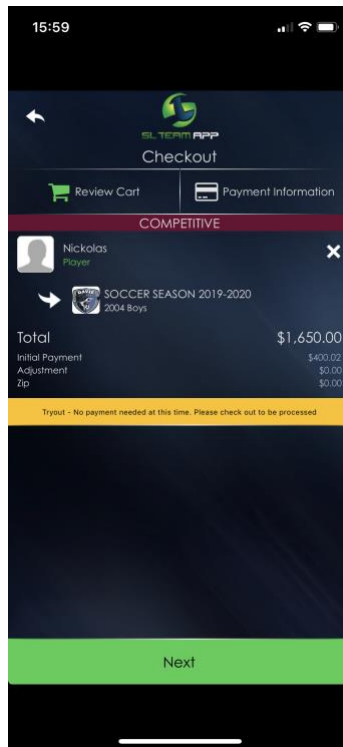 15:59
SL TEAM APP
Checkout
Review Cart
Payment Information
COMPETITIVE
Nickolas
Player
SOCCER SEASON 2019-2020
2004 Boys
Total $1,650.00
Initial Payment $400.02
Adjustment $0.00
Zip $0.00
Tryout - No payment needed at this time. Please check out to be processed
Next